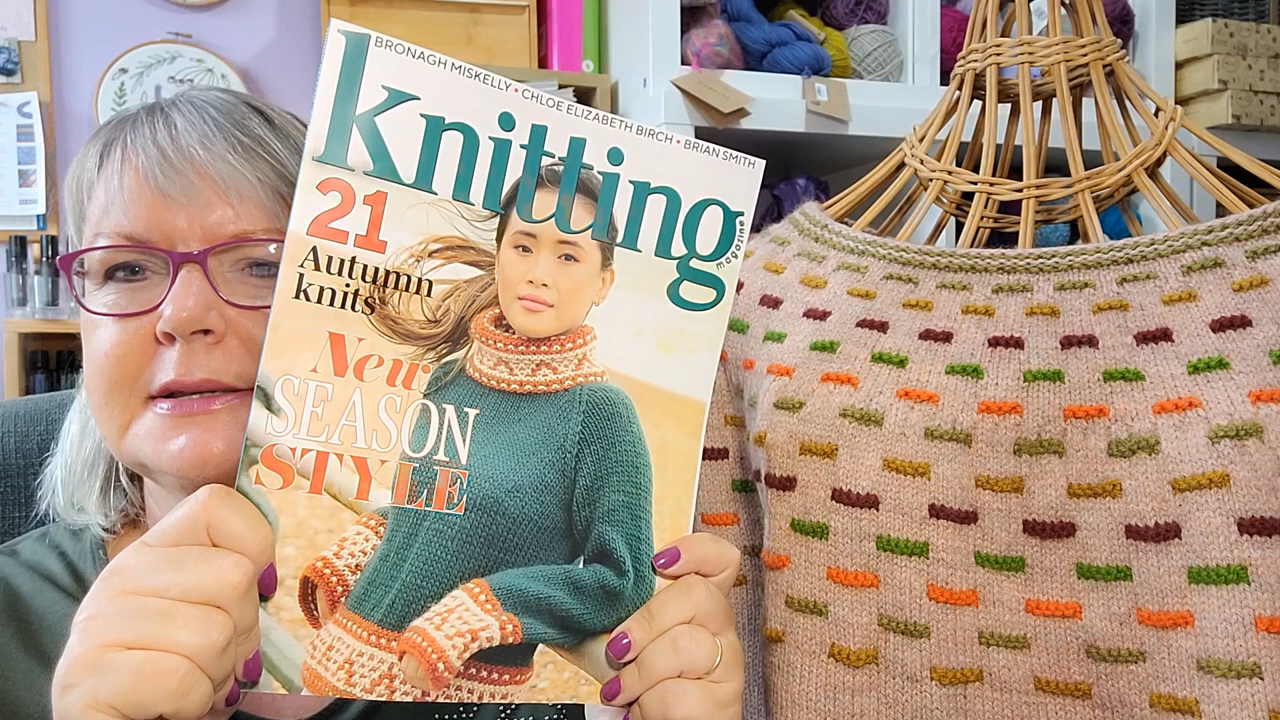 BRONAGH MISKELLY • CHLOE ELIZABETH BIRCH • BRIAN SMITH
knitting
magazine
21
Autumn
knits
New
SEASON
STYLE